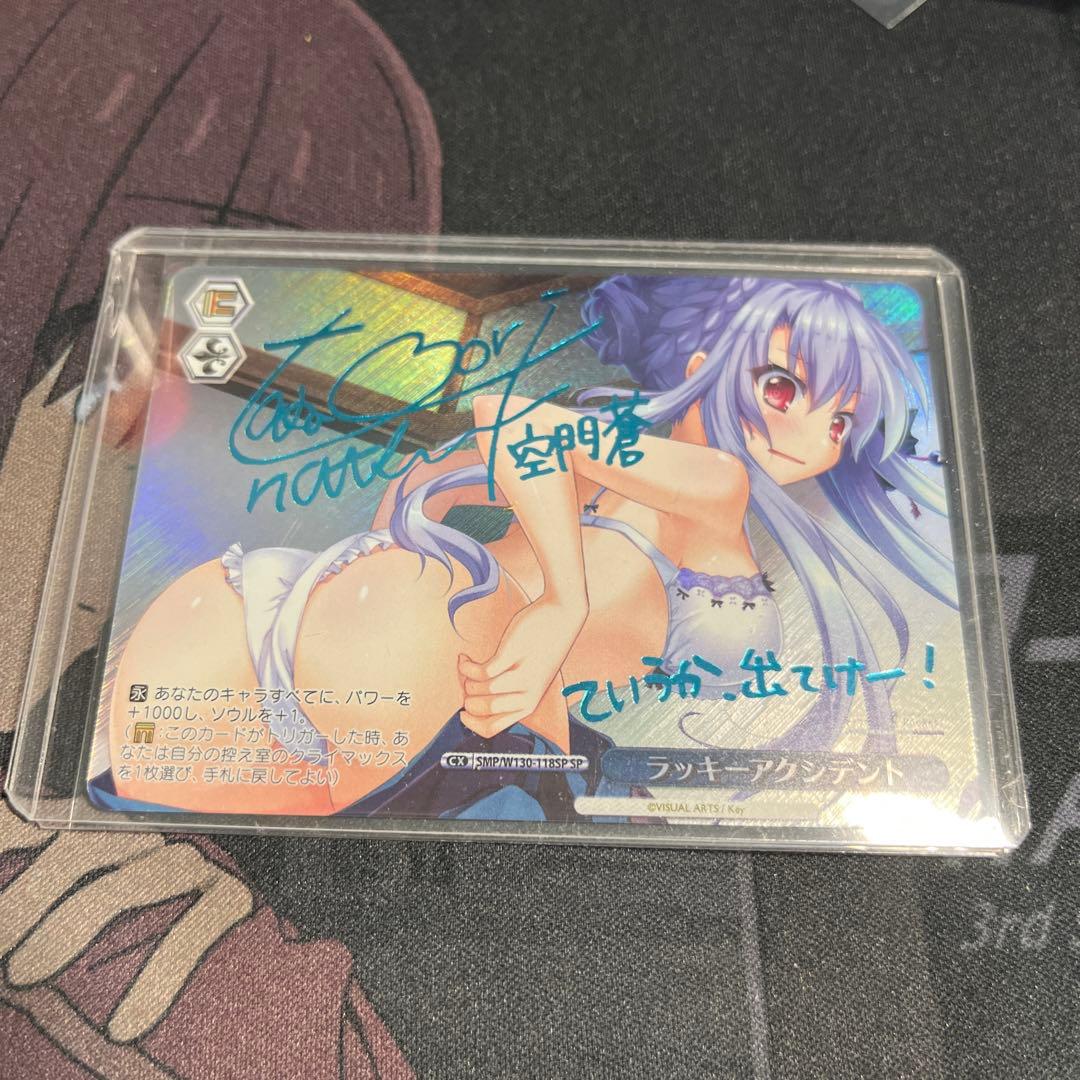 空門蒼
ていうか、出てけー!
永 あなたのキャラすべてに、パワーを
+1000し、ソウルを+1。
(:このカードがトリガーした時、あ
なたは自分の控え室のクライマックス
を1枚選び、手札に戻してよい)
CX SMP/W130-118SP SP
ラッキーアクシデント
©VISUAL ARTS / Key
3rd